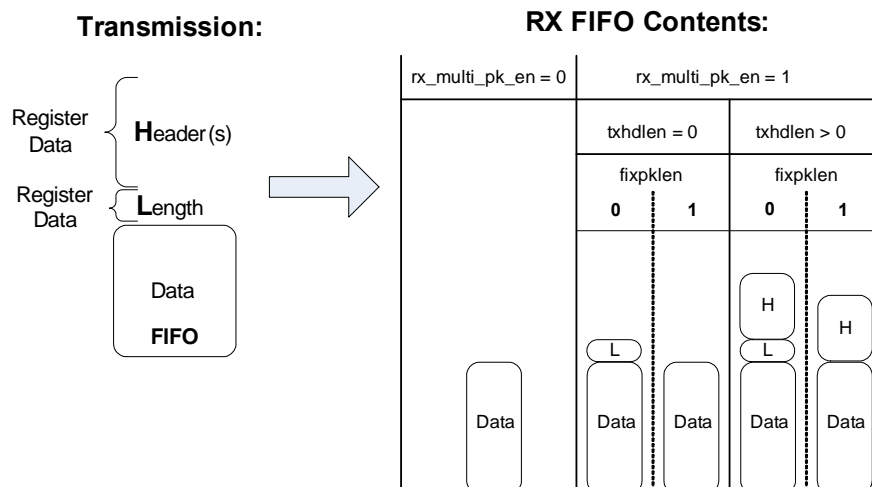 Transmission:
Register
Data
Header(s)
Register
Data
Length
Data
FIFO
RX FIFO Contents:
rx_multi_pk_en = 0
rx_multi_pk_en = 1
txhdlen = 0
txhdlen > 0
fixpklen
fixpklen
0 1 0 1
H
H
L
L
Data
Data
Data
Data
Data